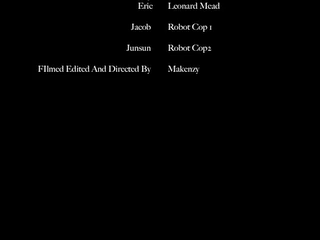 Eric Leonard Mead
Jacob Robot Cop 1
Junsun Robot Cop2
FIlmed Edited And Directed By Makenzy